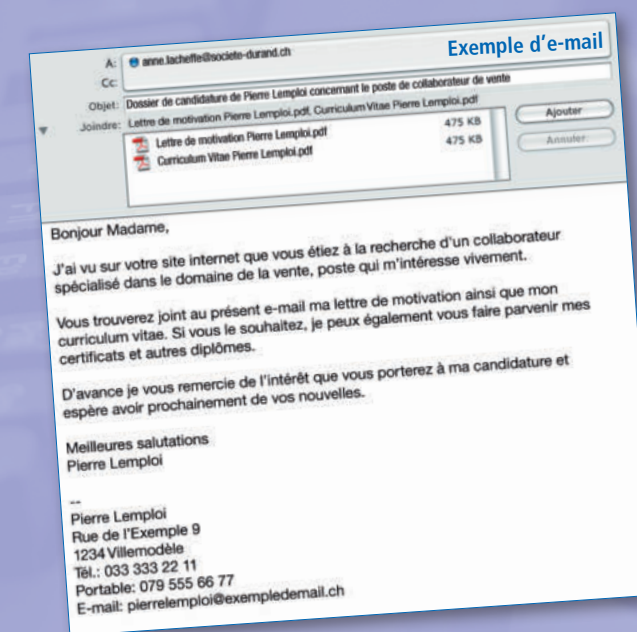 Exemple d'e-mail
A: anne.lacheffe@societe-durand.ch
Cc:
Objet: Dossier de candidature de Pierre Lemploi concernant le poste de collaborateur de vente
Joindre: Lettre de motivation Pierre Lemploi.pdf, Curriculum Vitae Pierre Lemploi.pdf
Lettre de motivation Pierre Lemploi.pdf 475 KB Ajouter
Curriculum Vitae Pierre Lemploi.pdf 475 KB Annuler
Bonjour Madame,
J'ai vu sur votre site internet que vous étiez à la recherche d'un collaborateur
spécialisé dans le domaine de la vente, poste qui m'intéresse vivement.
Vous trouverez joint au présent e-mail ma lettre de motivation ainsi que mon
curriculum vitae. Si vous le souhaitez, je peux également vous faire parvenir mes
certificats et autres diplômes.
D'avance je vous remercie de l'intérêt que vous porterez à ma candidature et
espère avoir prochainement de vos nouvelles.
Meilleures salutations
Pierre Lemploi
--
Pierre Lemploi
Rue de l'Exemple 9
1234 Villemodèle
Tél.: 033 333 22 11
Portable: 079 555 66 77
E-mail: pierrelemploi@exempledemail.ch